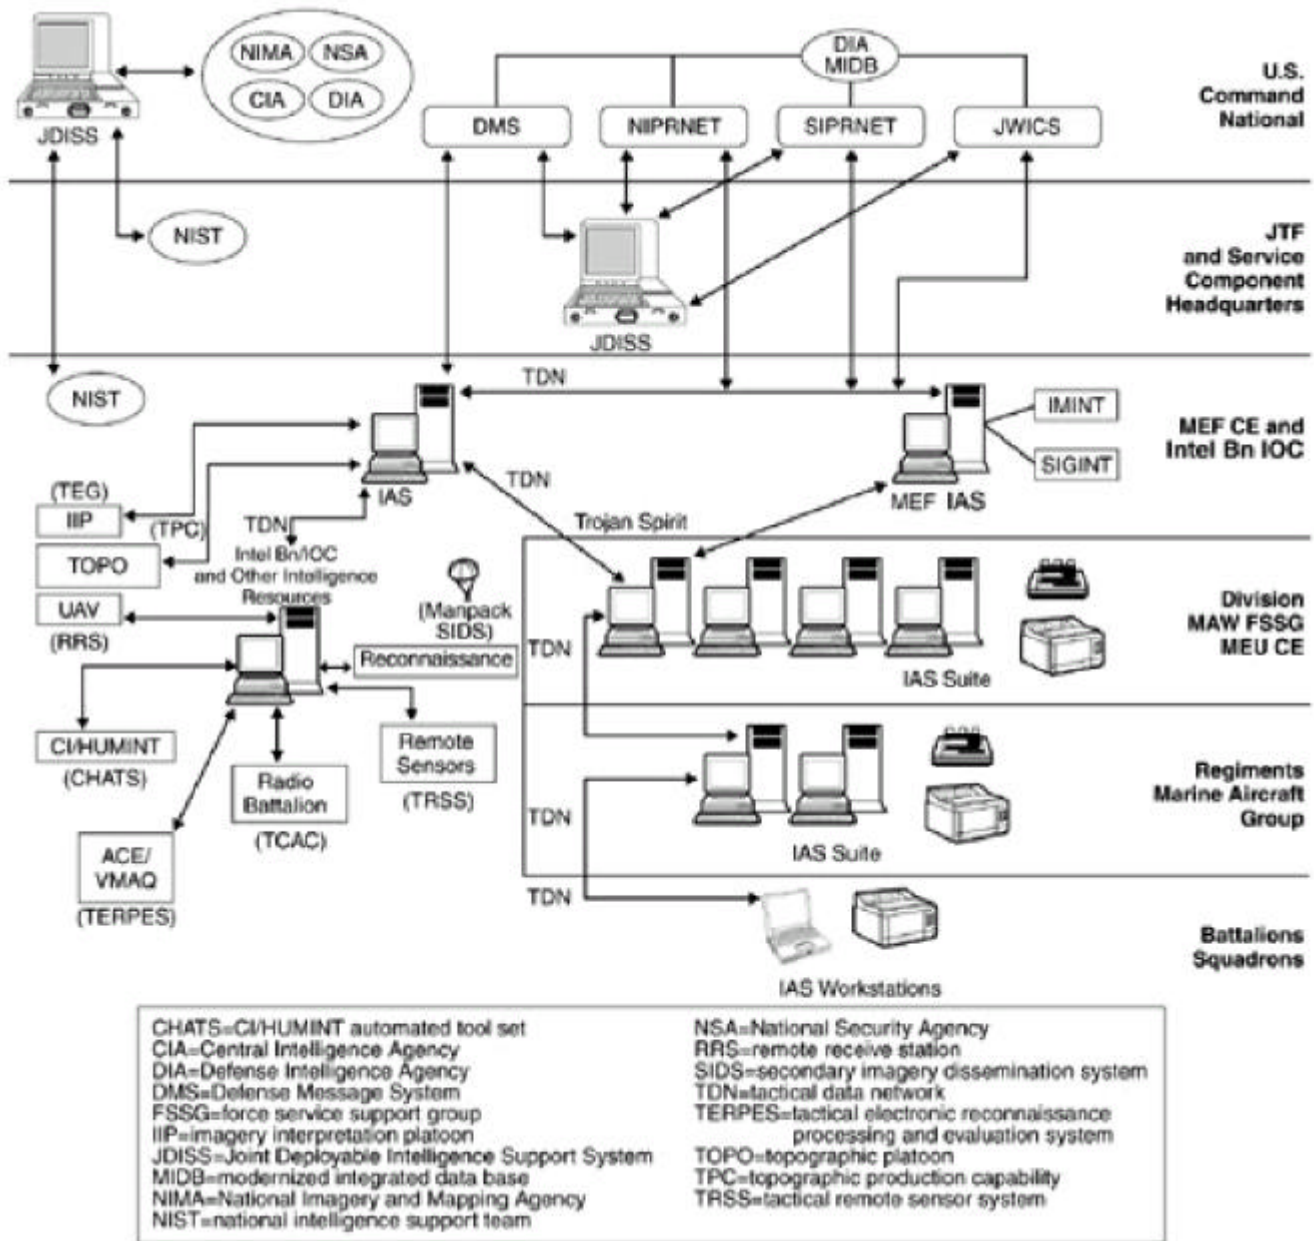 NIMA
NSA
CIA
DIA
JDISS
DIA
MIDB
DMS
NIPRNET
SIPRNET
JWICS
U.S.
Command
National
NIST
JDISS
JTF
and Service
Component
Headquarters
NIST
TDN
IAS
TDN
MEF IAS
IMINT
SIGINT
MEF CE and
Intel Bn IOC
(TEG)
IIP
(TPC)
TOPO
TDN
Intel Bn/IOC
and Other Intelligence
Resources
UAV
(RRS)
(Manpack
SIDS)
Reconnaissance
CI/HUMINT
(CHATS)
Radio
Battalion
(TCAC)
Remote
Sensors
(TRSS)
ACE/
VMAQ
(TERPES)
Trojan Spirit
TDN
IAS Suite
Division
MAW FSSG
MEU CE
TDN
IAS Suite
Regiments
Marine Aircraft
Group
TDN
IAS Workstations
Battalions
Squadrons
CHATS=CI/HUMINT automated tool set
CIA=Central Intelligence Agency
DIA=Defense Intelligence Agency
DMS=Defense Message System
FSSG=force service support group
IIP=imagery interpretation platoon
JDISS=Joint Deployable Intelligence Support System
MIDB=modernized integrated data base
NIMA=National Imagery and Mapping Agency
NIST=national intelligence support team
NSA=National Security Agency
RRS=remote receive station
SIDS=secondary imagery dissemination system
TDN=tactical data network
TERPES=tactical electronic reconnaissance
processing and evaluation system
TOPO=topographic platoon
TPC=topographic production capability
TRSS=tactical remote sensor system